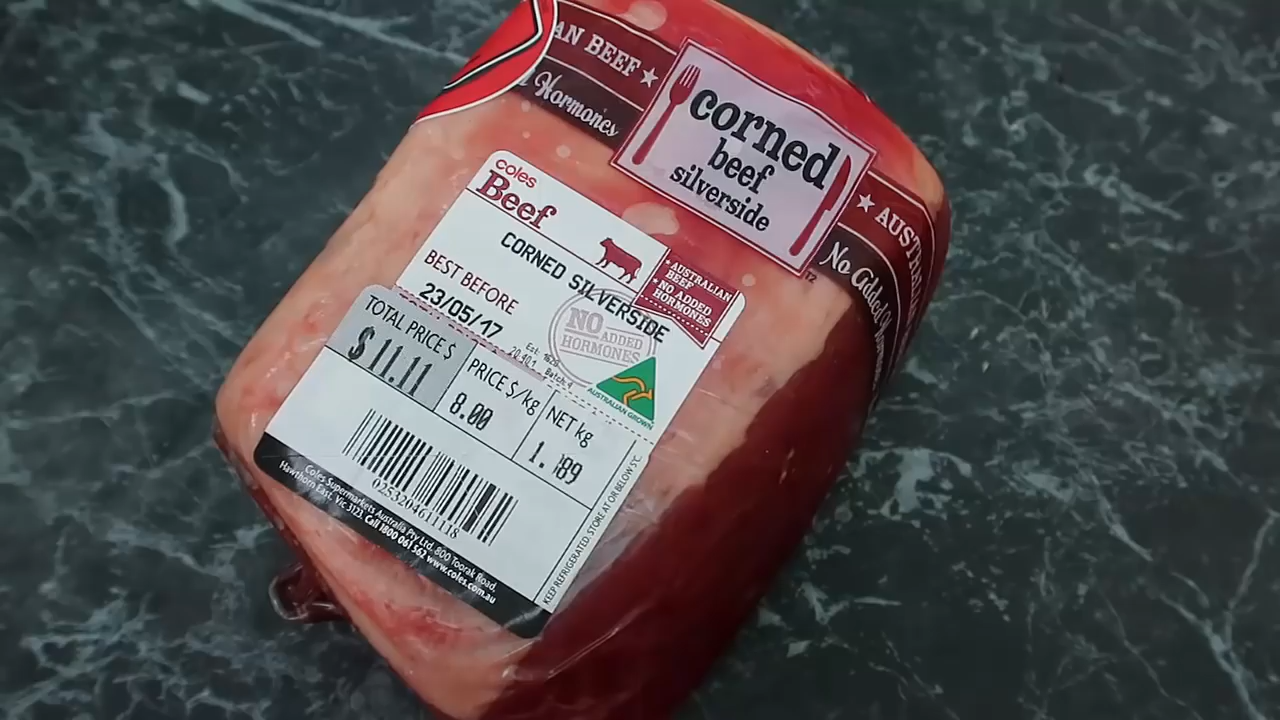 AN BEEF ★
Hormones
corned
beef
silverside
★ AUSTRALIAN
No Added Hormones
coles
Beef
CORNED SILVERSIDE
* AUSTRALIAN
BEEF
* NO ADDED
HORMONES
BEST BEFORE
23/05/17
NO ADDED
HORMONES
AUSTRALIAN GROWN
TOTAL PRICE $
$ 11.11
PRICE $/kg
8.00
NET kg
1.
KEEP REFRIGERATED. STORE AT OR BELOW 5°C.
0253204611118
Coles Supermarkets Australia Pty Ltd, 800 Toorak Road,
Hawthorn East, Vic 3123 Call 1800 061 562 www.coles.com.au